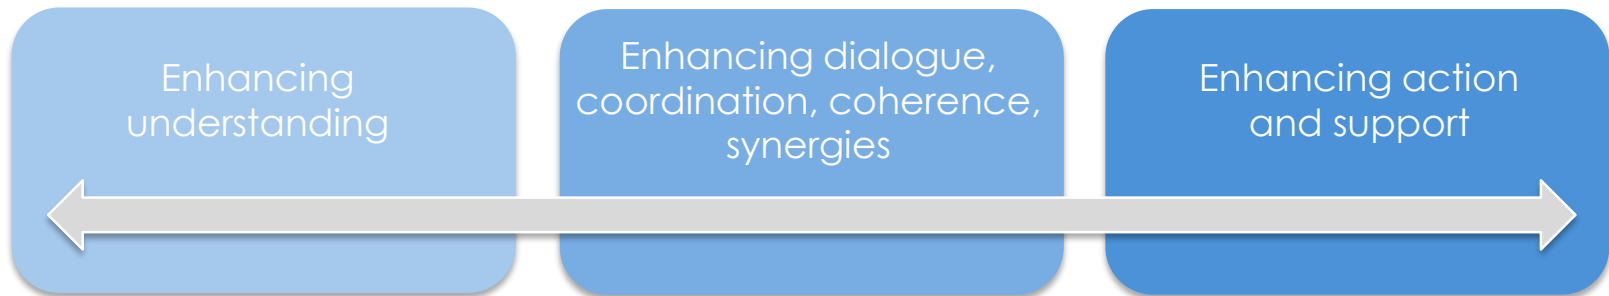 Enhancing
understanding
Enhancing dialogue,
coordination, coherence,
synergies
Enhancing action
and support